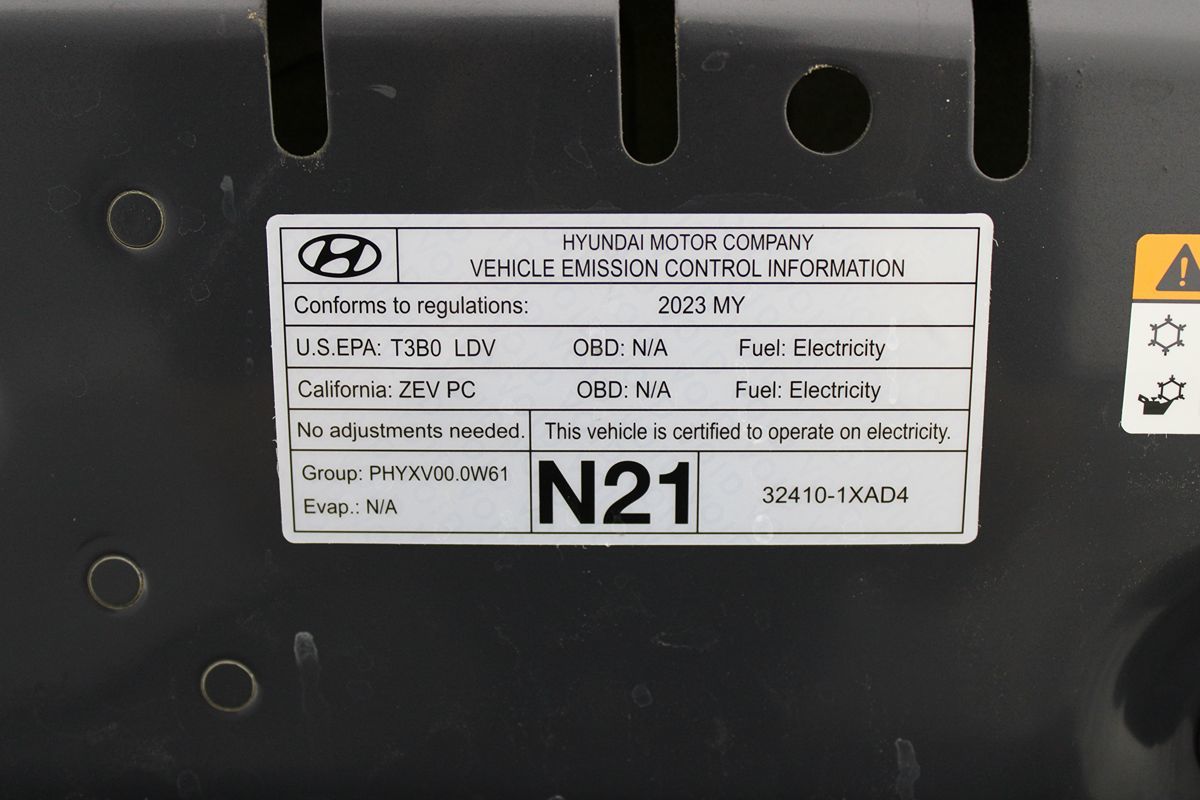 HYUNDAI MOTOR COMPANY
VEHICLE EMISSION CONTROL INFORMATION
Conforms to regulations: 2023 MY
U.S.EPA: T3B0 LDV OBD: N/A Fuel: Electricity
California: ZEV PC OBD: N/A Fuel: Electricity
No adjustments needed. This vehicle is certified to operate on electricity.
Group: PHYXV00.0W61
Evap.: N/A
N21
32410-1XAD4